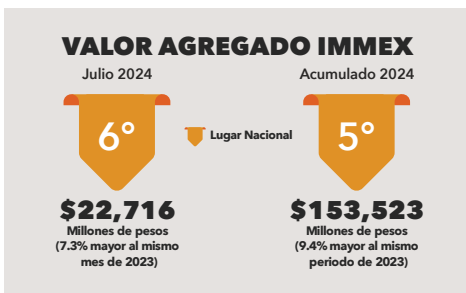 VALOR AGREGADO IMMEX
Julio 2024
Acumulado 2024
6°
Lugar Nacional
5°
$22,716
Millones de pesos
(7.3% mayor al mismo
mes de 2023)
$153,523
Millones de pesos
(9.4% mayor al mismo
periodo de 2023)